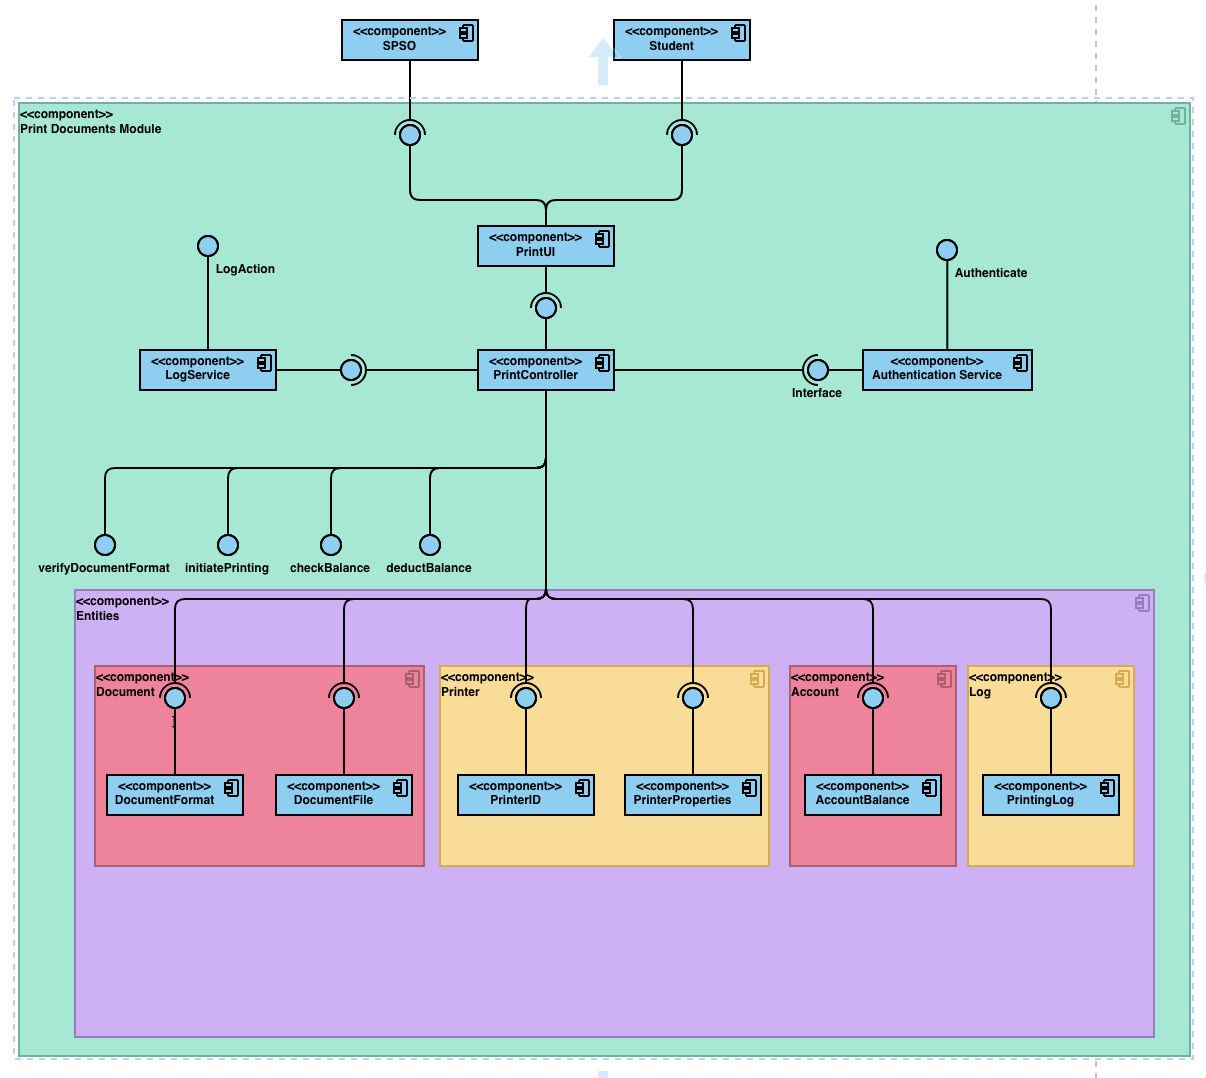 <<component>>
SPSO
<<component>>
Student
<<component>>
Print Documents Module
<<component>>
PrintUI
LogAction
Authenticate
<<component>>
LogService
<<component>>
PrintController
<<component>>
Authentication Service
Interface
verifyDocumentFormat
initiatePrinting
checkBalance
deductBalance
<<component>>
Entities
<<component>>
Document
<<component>>
Printer
<<component>>
Account
<<component>>
Log
<<component>>
DocumentFormat
<<component>>
DocumentFile
<<component>>
PrinterID
<<component>>
PrinterProperties
<<component>>
AccountBalance
<<component>>
PrintingLog